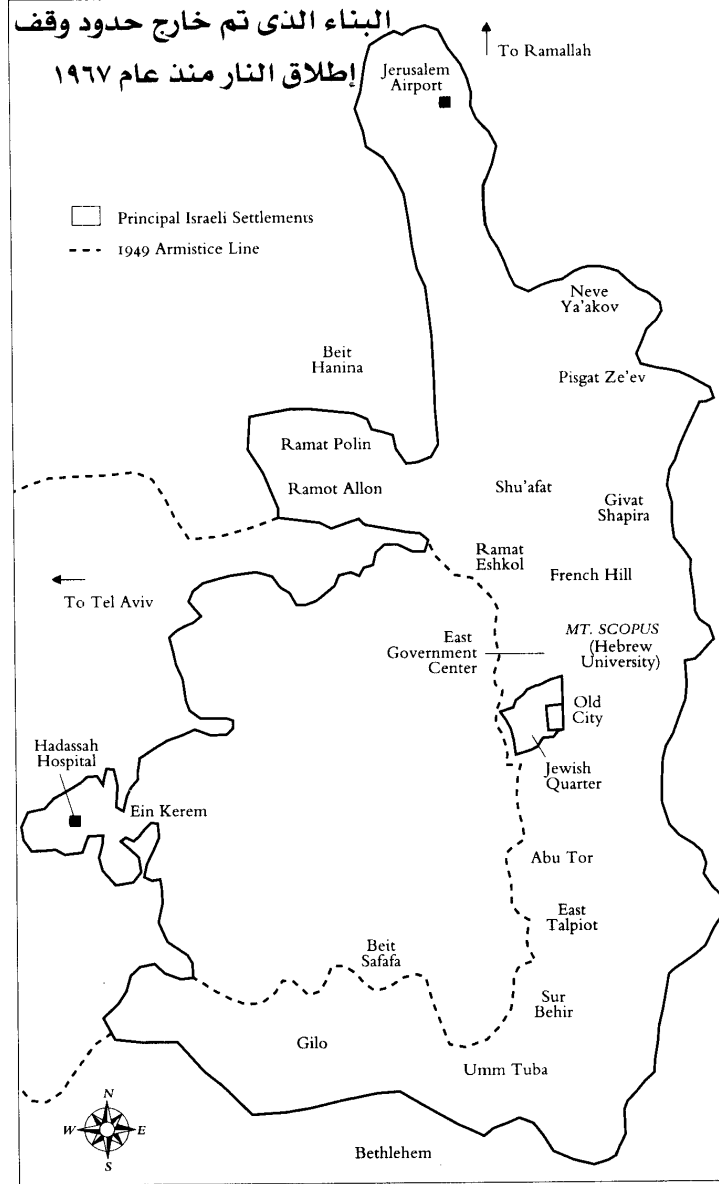 البناء الذى تم خارج حدود وقف
إطلاق النار منذ عام ١٩٦٧
To Ramallah
Jerusalem
Airport
Principal Israeli Settlements
1949 Armistice Line
Neve
Ya'akov
Beit
Hanina
Pisgat Ze'ev
Ramat Polin
Ramot Allon
Shu'afat
Givat
Shapira
Ramat
Eshkol
French Hill
To Tel Aviv
East
Government
Center
MT. SCOPUS
(Hebrew
University)
Old
City
Hadassah
Hospital
Jewish
Quarter
Ein Kerem
Abu Tor
East
Talpiot
Beit
Safafa
Sur
Behir
Gilo
Umm Tuba
N
W
E
S
Bethlehem